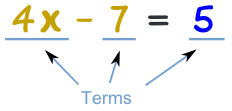 4x − 7 = 5
Terms